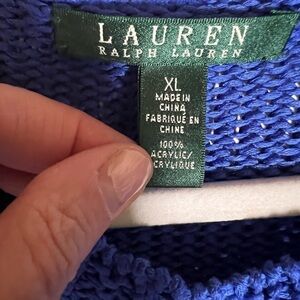 LAUREN
RALPH LAUREN
XL
MADE IN
CHINA
FABRIQUÉ EN
CHINE
100%
ACRYLIC/
CRYLIQUE